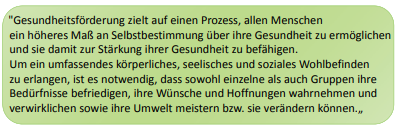 "Gesundheitsförderung zielt auf einen Prozess, allen Menschen
ein höheres Maß an Selbstbestimmung über ihre Gesundheit zu ermöglichen
und sie damit zur Stärkung ihrer Gesundheit zu befähigen.
Um ein umfassendes körperliches, seelisches und soziales Wohlbefinden
zu erlangen, ist es notwendig, dass sowohl einzelne als auch Gruppen ihre
Bedürfnisse befriedigen, ihre Wünsche und Hoffnungen wahrnehmen und
verwirklichen sowie ihre Umwelt meistern bzw. sie verändern können.„